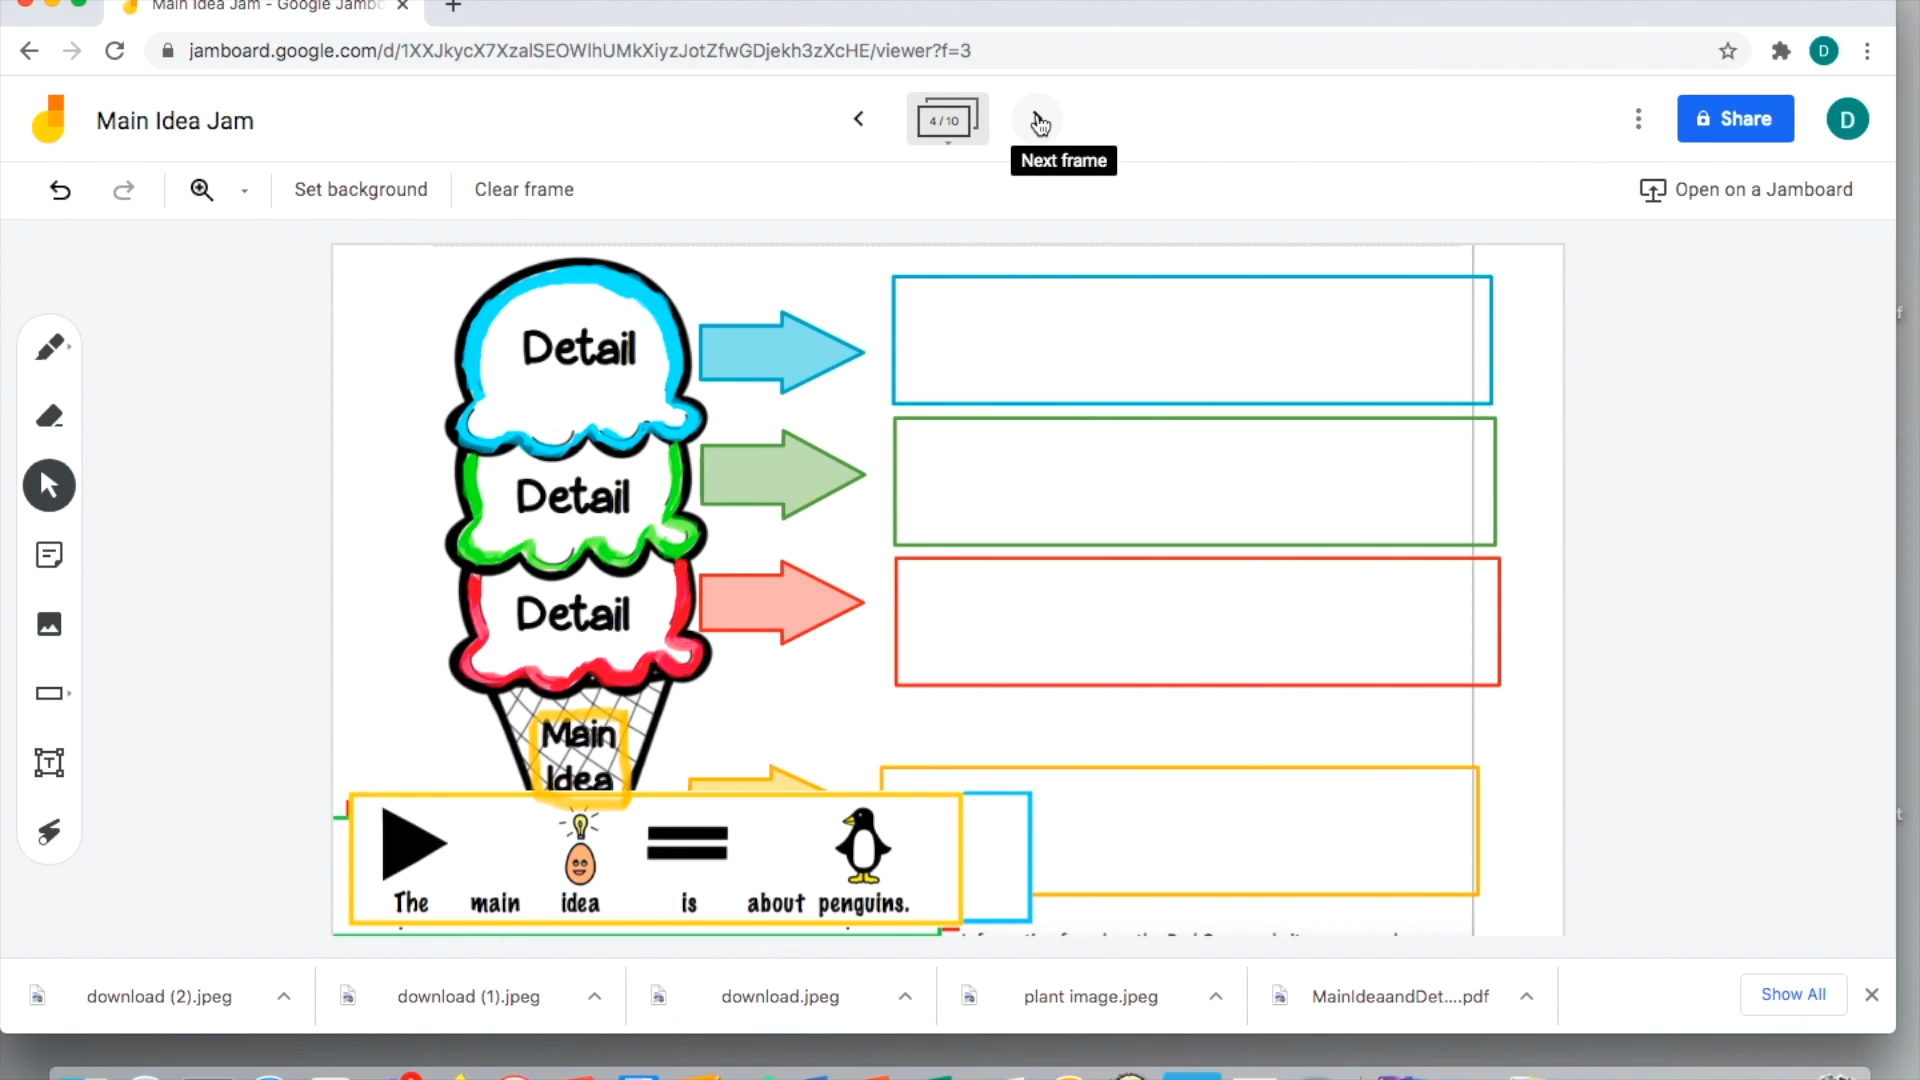 Main Idea Jam - Google Jambo
jamboard.google.com/d/1XXJkycX7XzalSEOWlhUMkXiyzJotZfwGDjekh3zXcHE/viewer?f=3
D
Main Idea Jam
4 / 10
Share
D
Next frame
Set background
Clear frame
Open on a Jamboard
Detail
Detail
Detail
Main
Idea
The main idea is about penguins.
download (2).jpeg
download (1).jpeg
download.jpeg
plant image.jpeg
MainIdeaandDet....pdf
Show All